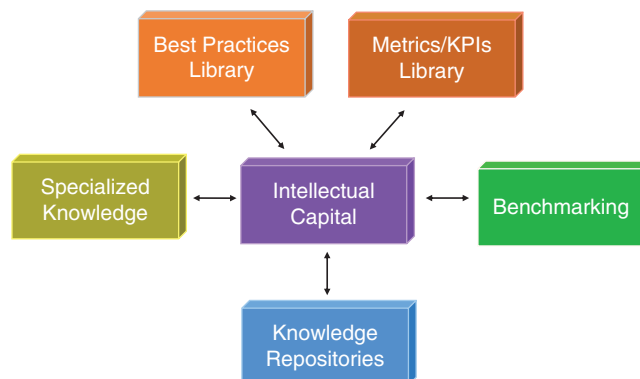 Best Practices
Library
Metrics/KPIs
Library
Specialized
Knowledge
Intellectual
Capital
Benchmarking
Knowledge
Repositories